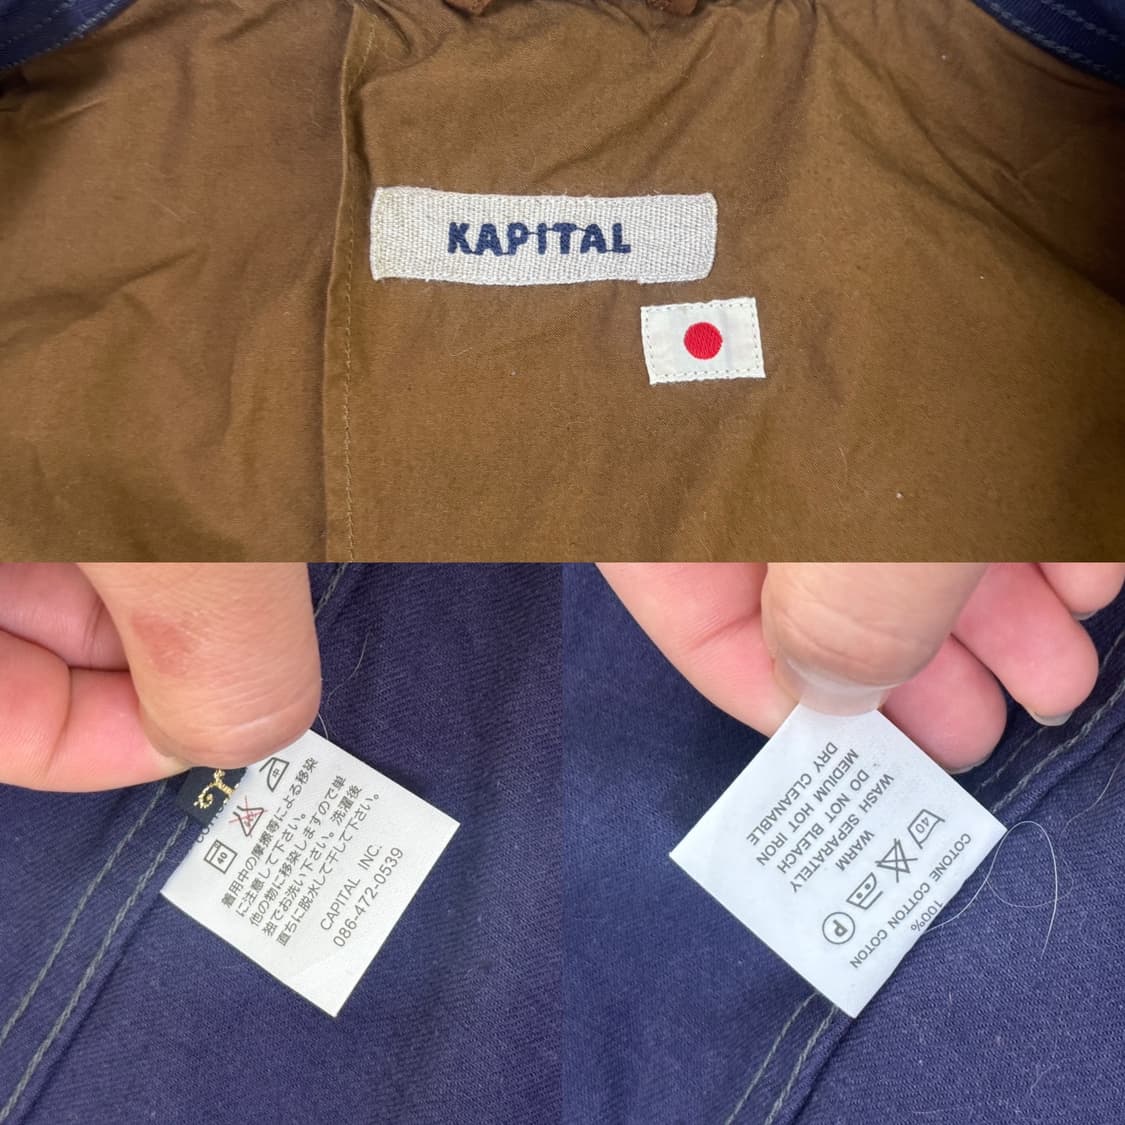 KAPITAL
40
中
着用中の摩擦等による移染
に注意して下さい。
他の物に移染しますので単
独でお洗い下さい。洗濯後
直ちに脱水して干して下さい。
CAPITAL INC.
086-472-0539
100%
COTONE COTTON COTON
40
P
WASH SEPARATELY
WARM
DO NOT BLEACH
MEDIUM HOT IRON
DRY CLEANABLE